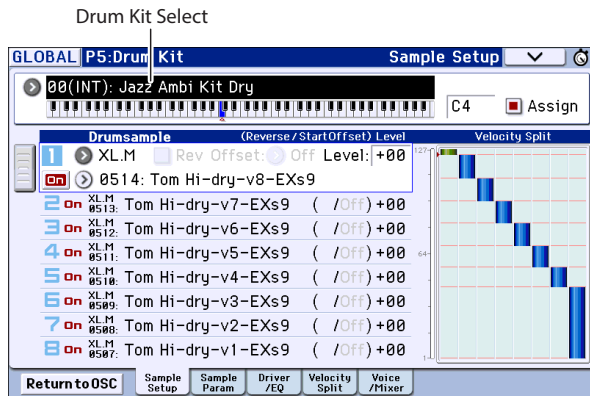 Drum Kit Select
GLOBAL P5:Drum Kit Sample Setup
00(INT): Jazz Ambi Kit Dry
C4 Assign
Drumsample (Reverse/StartOffset) Level Velocity Split
1 XL.M Rev Offset: Off Level: +00
On 0514: Tom Hi-dry-v8-EXs9
2 On XL.M 0513: Tom Hi-dry-v7-EXs9 ( /Off) +00
3 On XL.M 0512: Tom Hi-dry-v6-EXs9 ( /Off) +00
4 On XL.M 0511: Tom Hi-dry-v5-EXs9 ( /Off) +00
5 On XL.M 0510: Tom Hi-dry-v4-EXs9 ( /Off) +00
6 On XL.M 0509: Tom Hi-dry-v3-EXs9 ( /Off) +00
7 On XL.M 0508: Tom Hi-dry-v2-EXs9 ( /Off) +00
8 On XL.M 0507: Tom Hi-dry-v1-EXs9 ( /Off) +00
127
64
1
Return to OSC
Sample Setup
Sample Param
Driver /EQ
Velocity Split
Voice /Mixer